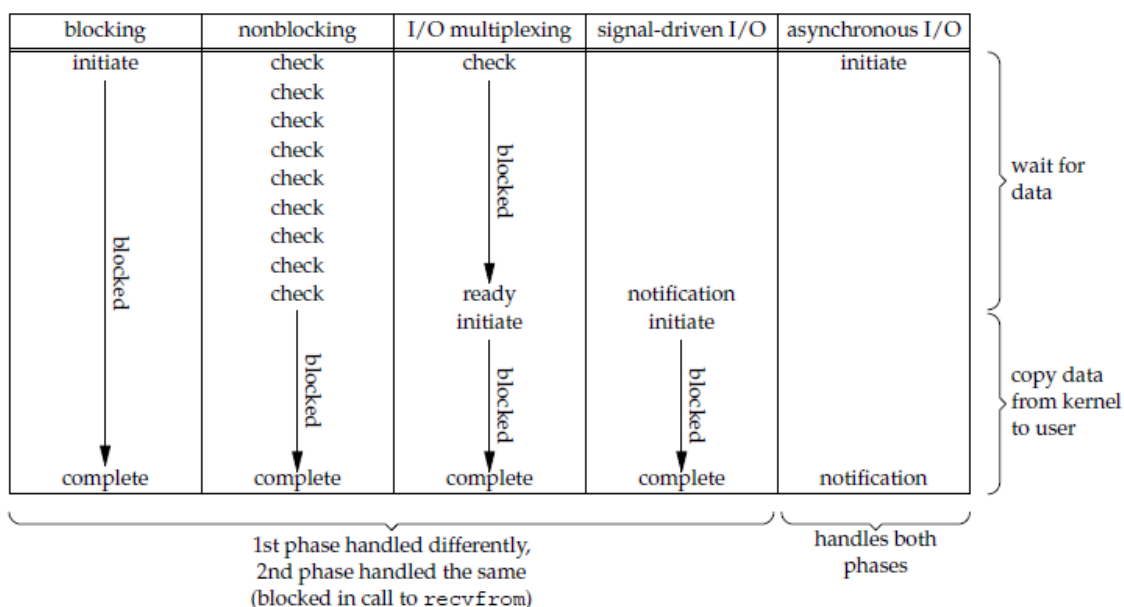 blocking nonblocking I/O multiplexing signal-driven I/O asynchronous I/O
initiate check check initiate
check
check
check
check
check
check
check
check ready notification
initiate initiate
blocked
blocked
blocked
blocked
blocked
complete complete complete complete notification
wait for
data
copy data
from kernel
to user
1st phase handled differently,
2nd phase handled the same
(blocked in call to recvfrom)
handles both
phases